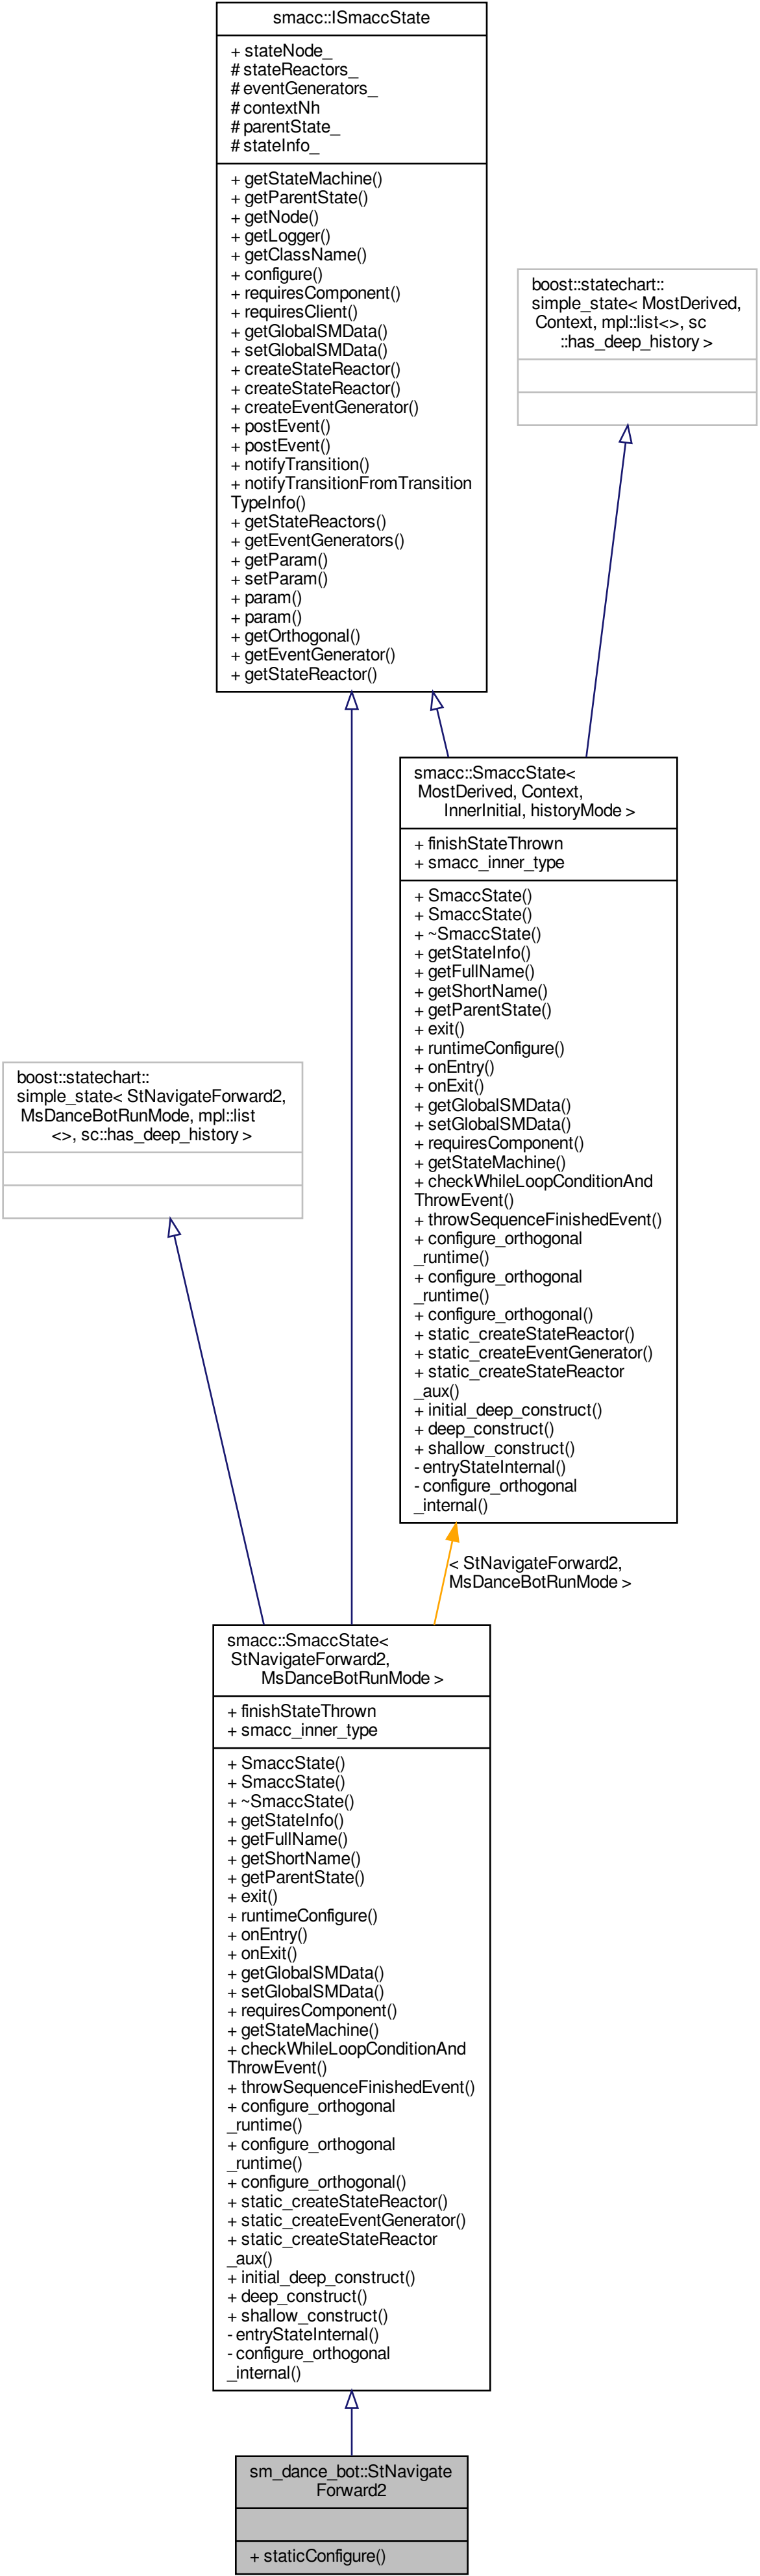 smacc::ISmaccState
+ stateNode_
# stateReactors_
# eventGenerators_
# contextNh
# parentState_
# stateInfo_
+ getStateMachine()
+ getParentState()
+ getNode()
+ getLogger()
+ getClassName()
+ configure()
+ requiresComponent()
+ requiresClient()
+ getGlobalSMData()
+ setGlobalSMData()
+ createStateReactor()
+ createStateReactor()
+ createEventGenerator()
+ postEvent()
+ postEvent()
+ notifyTransition()
+ notifyTransitionFromTransition
TypeInfo()
+ getStateReactors()
+ getEventGenerators()
+ getParam()
+ setParam()
+ param()
+ param()
+ getOrthogonal()
+ getEventGenerator()
+ getStateReactor()
boost::statechart::
simple_state< MostDerived,
Context, mpl::list<>, sc
::has_deep_history >
smacc::SmaccState<
MostDerived, Context,
InnerInitial, historyMode >
+ finishStateThrown
+ smacc_inner_type
+ SmaccState()
+ SmaccState()
+ ~SmaccState()
+ getStateInfo()
+ getFullName()
+ getShortName()
+ getParentState()
+ exit()
+ runtimeConfigure()
+ onEntry()
+ onExit()
+ getGlobalSMData()
+ setGlobalSMData()
+ requiresComponent()
+ getStateMachine()
+ checkWhileLoopConditionAnd
ThrowEvent()
+ throwSequenceFinishedEvent()
+ configure_orthogonal
_runtime()
+ configure_orthogonal
_runtime()
+ configure_orthogonal()
+ static_createStateReactor()
+ static_createEventGenerator()
+ static_createStateReactor
_aux()
+ initial_deep_construct()
+ deep_construct()
+ shallow_construct()
- entryStateInternal()
- configure_orthogonal
_internal()
boost::statechart::
simple_state< StNavigateForward2,
MsDanceBotRunMode, mpl::list
<>, sc::has_deep_history >
< StNavigateForward2,
MsDanceBotRunMode >
smacc::SmaccState<
StNavigateForward2,
MsDanceBotRunMode >
+ finishStateThrown
+ smacc_inner_type
+ SmaccState()
+ SmaccState()
+ ~SmaccState()
+ getStateInfo()
+ getFullName()
+ getShortName()
+ getParentState()
+ exit()
+ runtimeConfigure()
+ onEntry()
+ onExit()
+ getGlobalSMData()
+ setGlobalSMData()
+ requiresComponent()
+ getStateMachine()
+ checkWhileLoopConditionAnd
ThrowEvent()
+ throwSequenceFinishedEvent()
+ configure_orthogonal
_runtime()
+ configure_orthogonal
_runtime()
+ configure_orthogonal()
+ static_createStateReactor()
+ static_createEventGenerator()
+ static_createStateReactor
_aux()
+ initial_deep_construct()
+ deep_construct()
+ shallow_construct()
- entryStateInternal()
- configure_orthogonal
_internal()
sm_dance_bot::StNavigate
Forward2
+ staticConfigure()